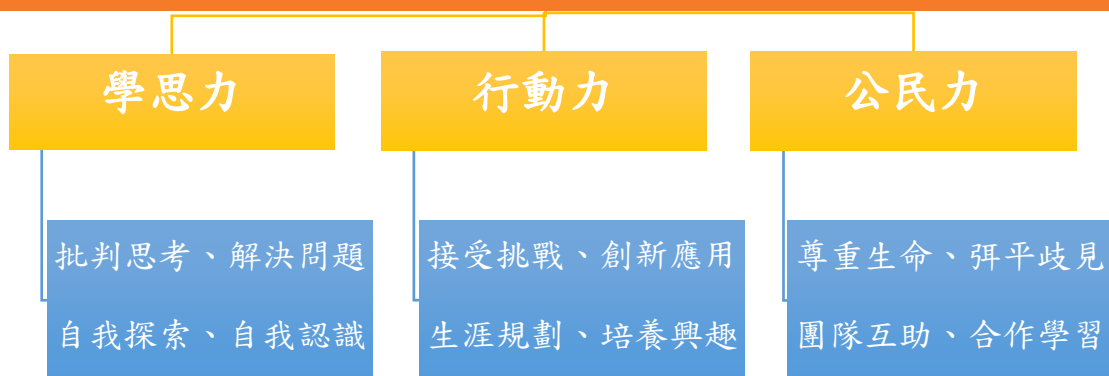 學思力
行動力
公民力
批判思考、解決問題
自我探索、自我認識
接受挑戰、創新應用
生涯規劃、培養興趣
尊重生命、弭平歧見
團隊互助、合作學習